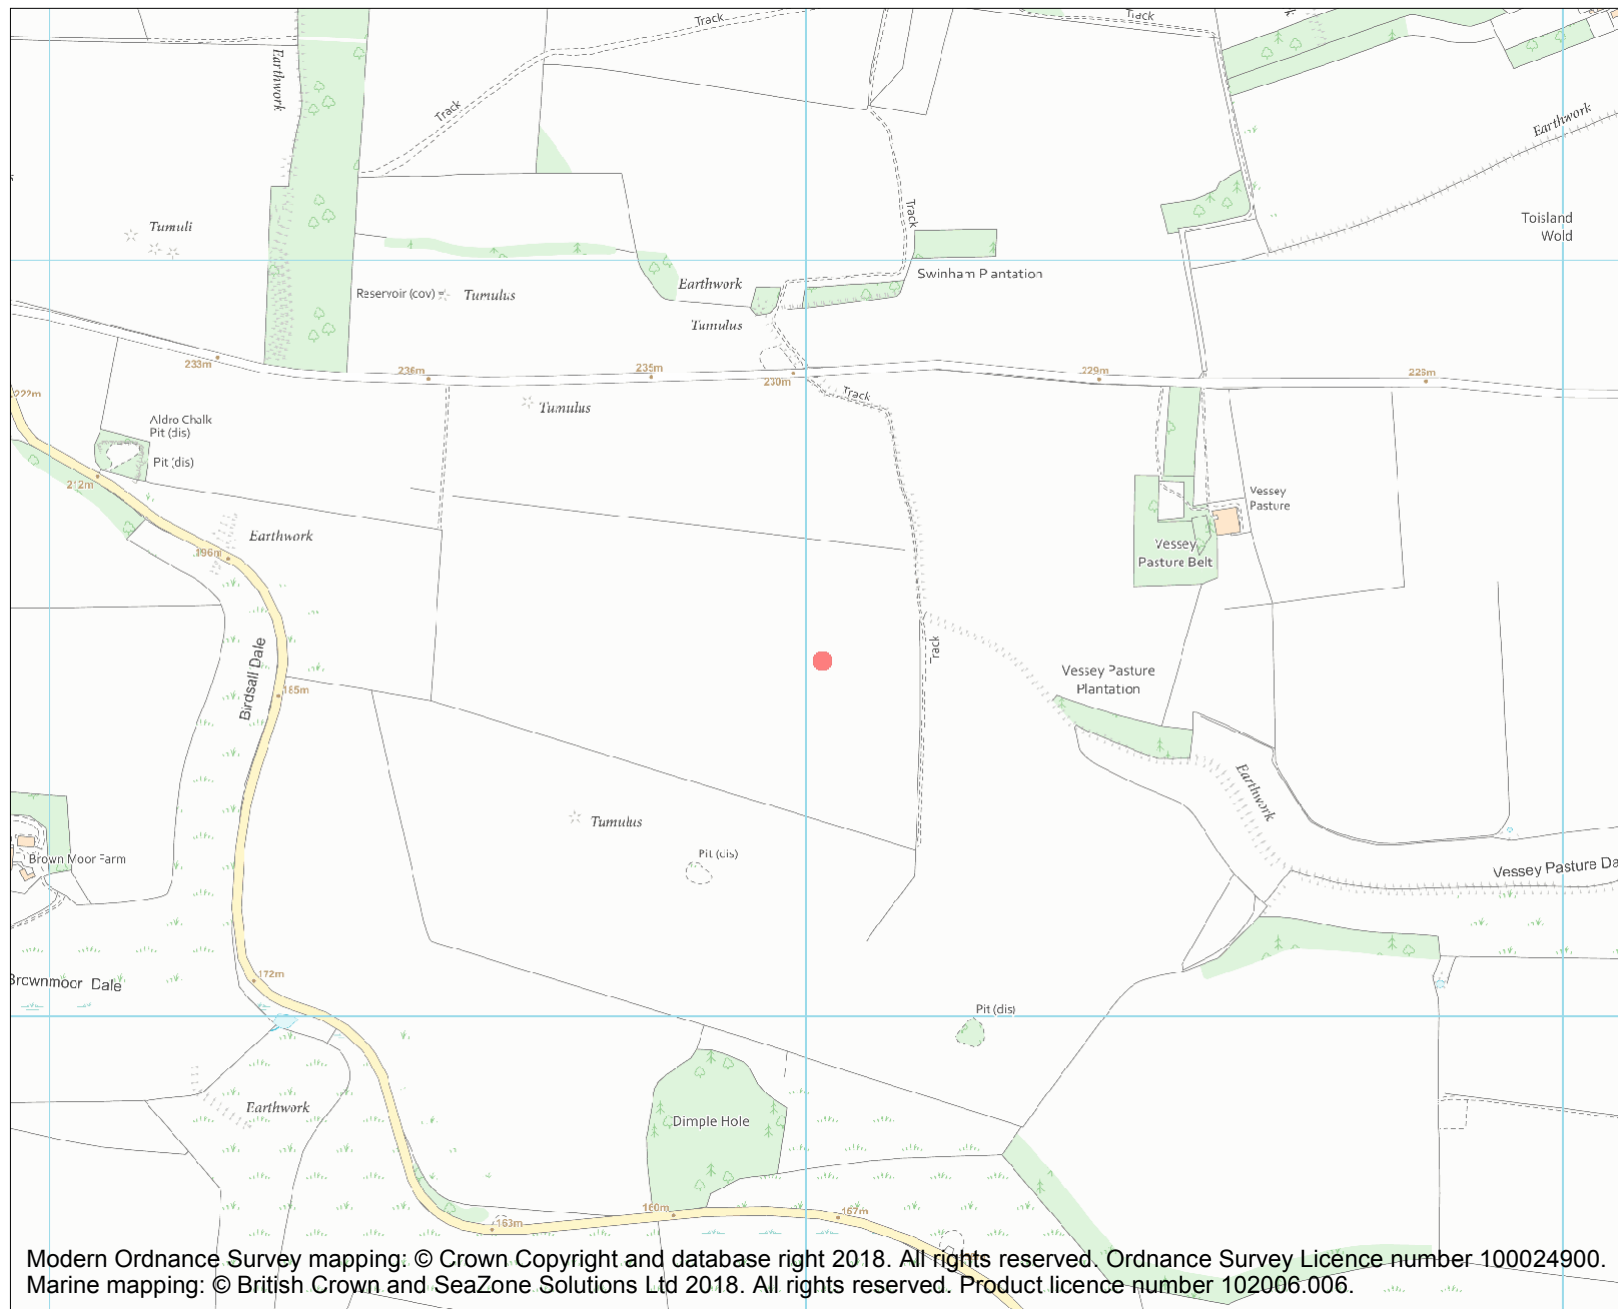 Track
Track
Earthwork
Track
Earthwork
Track
Tumuli
Toisland
Wold
Swinham Plantation
Earthwork
Reservoir (cov)
Tumulus
Tumulus
233m
236m
235m
230m
229m
226m
222m
Track
Tumulus
Aldro Chalk
Pit (dis)
Pit (dis)
212m
Vessey
Pasture
Earthwork
196m
Vessey
Pasture Belt
Birdsall Dale
Track
Vessey Pasture
Plantation
185m
Earthwork
Tumulus
Pit (dis)
Brown Moor Farm
Vessey Pasture Da
172m
Brownmoor Dale
Pit (dis)
Earthwork
Dimple Hole
163m
160m
167m
Modern Ordnance Survey mapping: © Crown Copyright and database right 2018. All rights reserved. Ordnance Survey Licence number 100024900.
Marine mapping: © British Crown and SeaZone Solutions Ltd 2018. All rights reserved. Product licence number 102006.006.